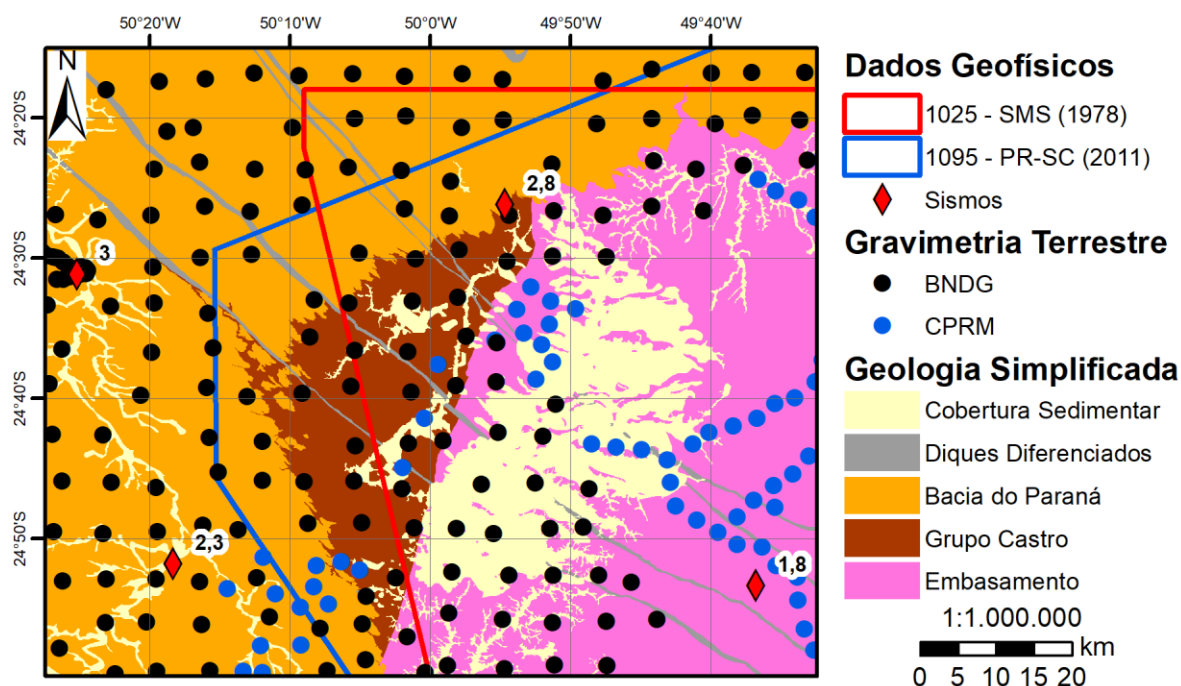 50°20'W 50°10'W 50°0'W 49°50'W 49°40'W
N
24°20'S
24°30'S
24°40'S
24°50'S
2,8
3
2,3
1,8
Dados Geofísicos
1025 - SMS (1978)
1095 - PR-SC (2011)
Sismos
Gravimetria Terrestre
BNDG
CPRM
Geologia Simplificada
Cobertura Sedimentar
Diques Diferenciados
Bacia do Paraná
Grupo Castro
Embasamento
1:1.000.000
km
0 5 10 15 20